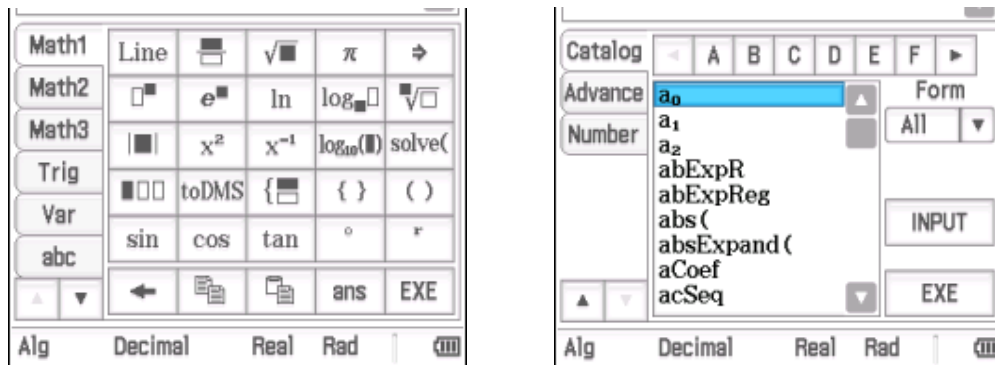 Math1
Math2
Math3
Trig
Var
abc
Line √■ π ⇒
□■ e■ ln log■□ ■√□
|■| x² x⁻¹ log₁₀(■) solve(
■□□ toDMS { { } ( )
sin cos tan ° r
ans EXE
Alg Decimal Real Rad
Catalog
Advance
Number
A B C D E F
a₀
a₁
a₂
abExpR
abExpReg
abs(
absExpand(
aCoef
acSeq
Form
All
INPUT
EXE
Alg Decimal Real Rad